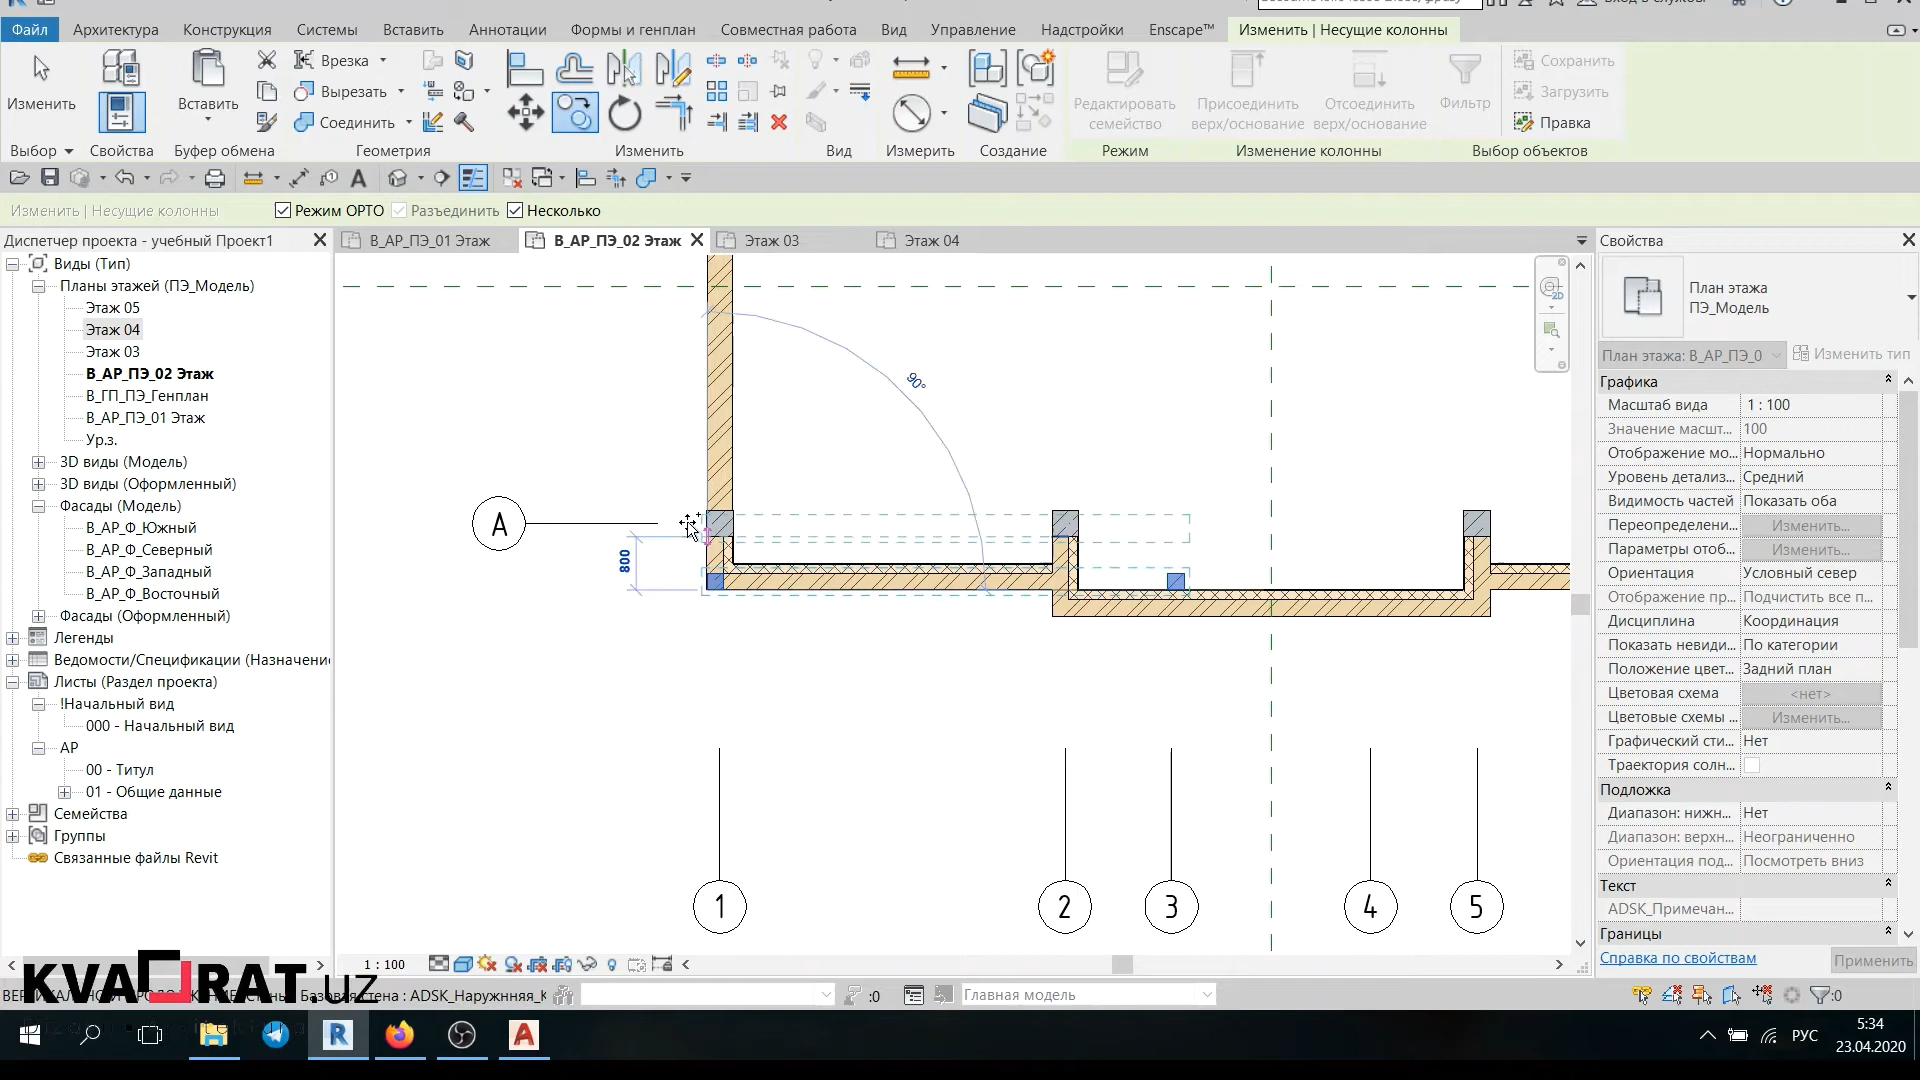 Файл Архитектура Конструкция Системы Вставить Аннотации Формы и генплан Совместная работа Вид Управление Надстройки Enscape™ Изменить | Несущие колонны
Изменить
Вставить
Врезка
Вырезать
Соединить
Редактировать
семейство
Присоединить
верх/основание
Отсоединить
верх/основание
Фильтр
Сохранить
Загрузить
Правка
Выбор Свойства Буфер обмена Геометрия Изменить Вид Измерить Создание Режим Изменение колонны Выбор объектов
Изменить | Несущие колонны Режим ОРТО Разъединить Несколько
Диспетчер проекта - учебный Проект1
В_АР_ПЭ_01 Этаж В_АР_ПЭ_02 Этаж Этаж 03 Этаж 04
Виды (Тип)
Планы этажей (ПЭ_Модель)
Этаж 05
Этаж 04
Этаж 03
В_АР_ПЭ_02 Этаж
В_ГП_ПЭ_Генплан
В_АР_ПЭ_01 Этаж
Ур.з.
3D виды (Модель)
3D виды (Оформленный)
Фасады (Модель)
В_АР_Ф_Южный
В_АР_Ф_Северный
В_АР_Ф_Западный
В_АР_Ф_Восточный
Фасады (Оформленный)
Легенды
Ведомости/Спецификации (Назначени
Листы (Раздел проекта)
!Начальный вид
000 - Начальный вид
АР
00 - Титул
01 - Общие данные
Семейства
Группы
Связанные файлы Revit
90°
А
800
1 2 3 4 5
2D
Свойства
План этажа
ПЭ_Модель
План этажа: В_АР_ПЭ_0 Изменить тип
Графика
Масштаб вида 1 : 100
Значение масшт... 100
Отображение мо... Нормально
Уровень детализ... Средний
Видимость частей Показать оба
Переопределени... Изменить...
Параметры отоб... Изменить...
Ориентация Условный север
Отображение пр... Подчистить все п...
Дисциплина Координация
Показать невиди... По категории
Положение цвет... Задний план
Цветовая схема <нет>
Цветовые схемы ... Изменить...
Графический сти... Нет
Траектория солн...
Подложка
Диапазон: нижн... Нет
Диапазон: верхн... Неограниченно
Ориентация под... Посмотреть вниз
Текст
ADSK_Примечан...
Границы
Справка по свойствам Применить
1 : 100
KVADRAT.UZ
Базовая стена : ADSK_Наружнняя_К
:0
Главная модель
:0
РУС
5:34
23.04.2020